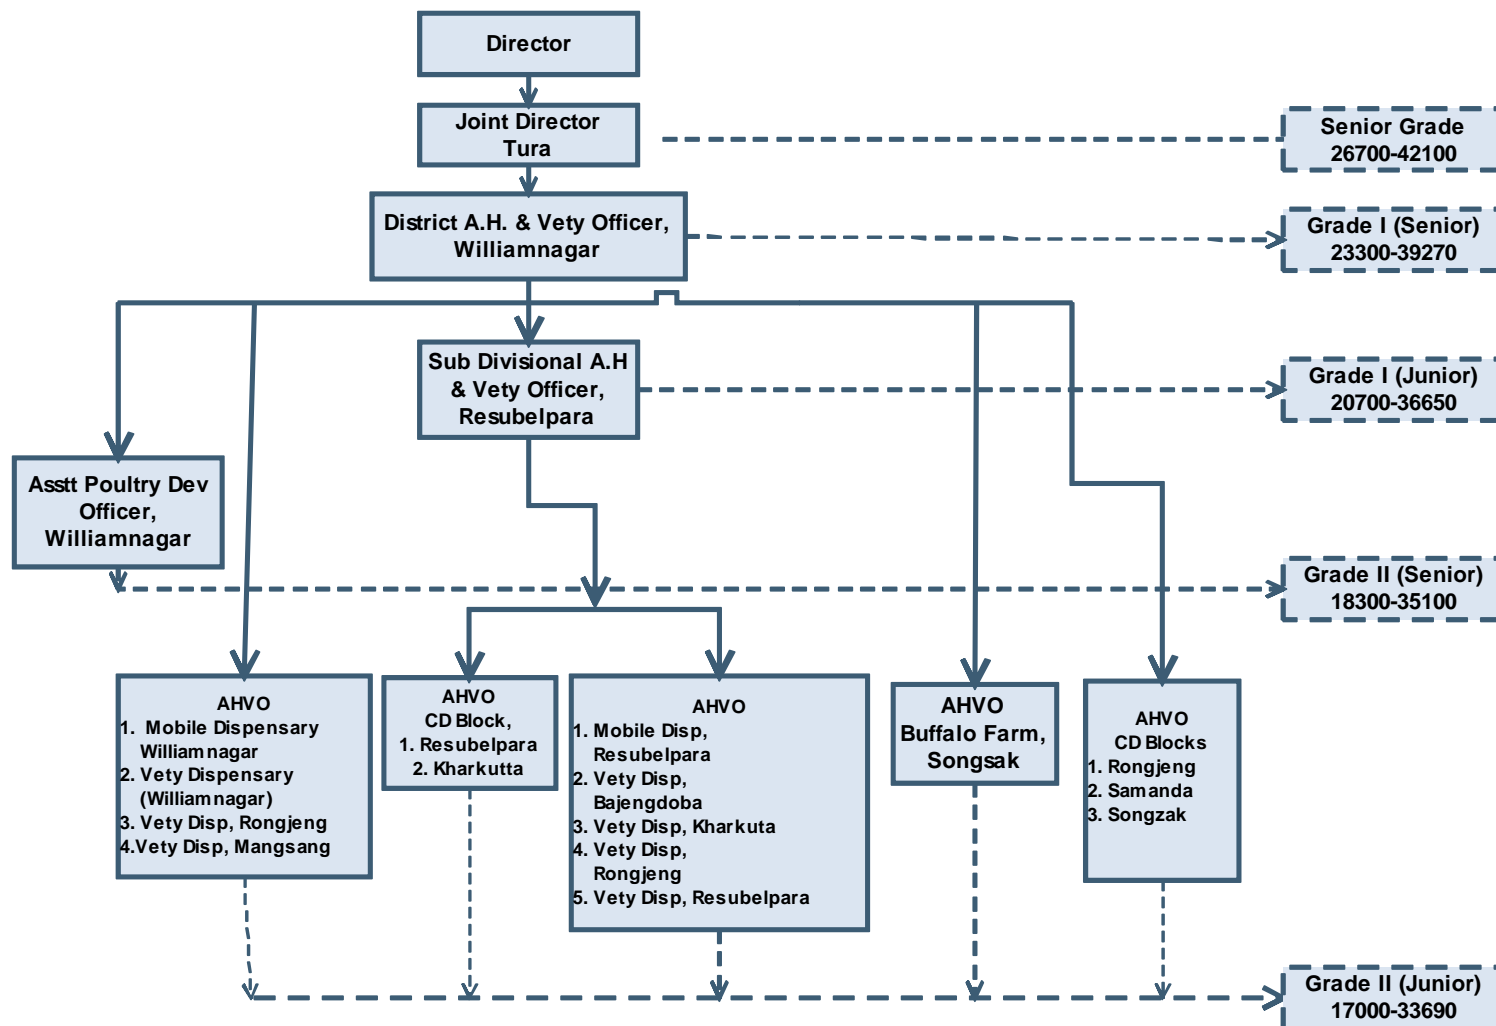 Director
Joint Director
Tura
Senior Grade
26700-42100
District A.H. & Vety Officer,
Williamnagar
Grade I (Senior)
23300-39270
Sub Divisional A.H
& Vety Officer,
Resubelpara
Grade I (Junior)
20700-36650
Asstt Poultry Dev
Officer,
Williamnagar
Grade II (Senior)
18300-35100
AHVO
1. Mobile Dispensary
Williamnagar
2. Vety Dispensary
(Williamnagar)
3. Vety Disp, Rongjeng
4.Vety Disp, Mangsang
AHVO
CD Block,
1. Resubelpara
2. Kharkutta
AHVO
1. Mobile Disp,
Resubelpara
2. Vety Disp,
Bajengdoba
3. Vety Disp, Kharkuta
4. Vety Disp,
Rongjeng
5. Vety Disp, Resubelpara
AHVO
Buffalo Farm,
Songsak
AHVO
CD Blocks
1. Rongjeng
2. Samanda
3. Songzak
Grade II (Junior)
17000-33690